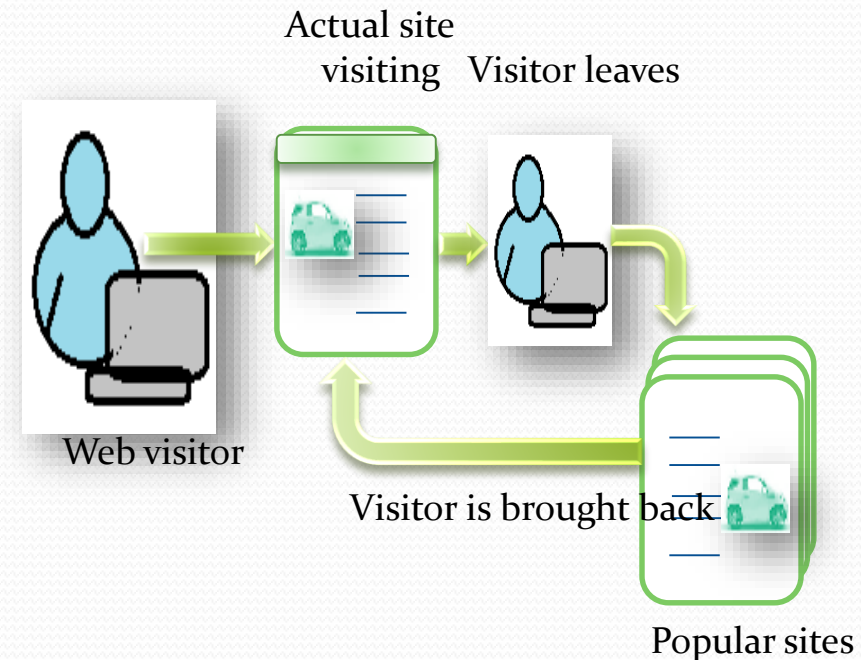 Actual site
visiting
Visitor leaves
Web visitor
Visitor is brought back
Popular sites